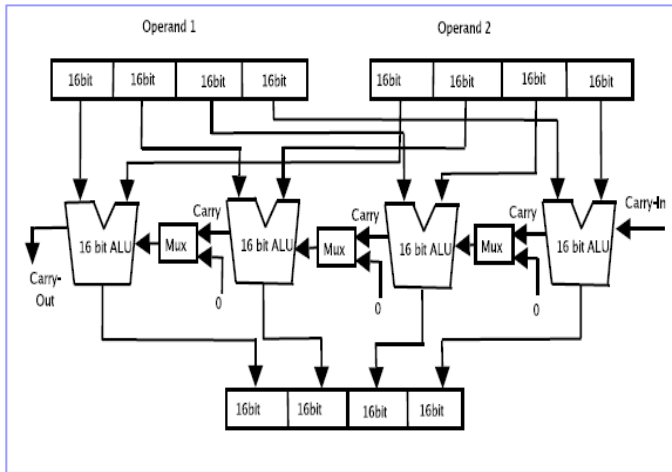 Operand 1
Operand 2
16bit 16bit 16bit 16bit
16bit 16bit 16bit 16bit
Carry-In
Carry
Carry
Carry
16 bit ALU
Mux
16 bit ALU
Mux
16 bit ALU
Mux
16 bit ALU
Carry-
Out
0
0
0
16bit 16bit 16bit 16bit